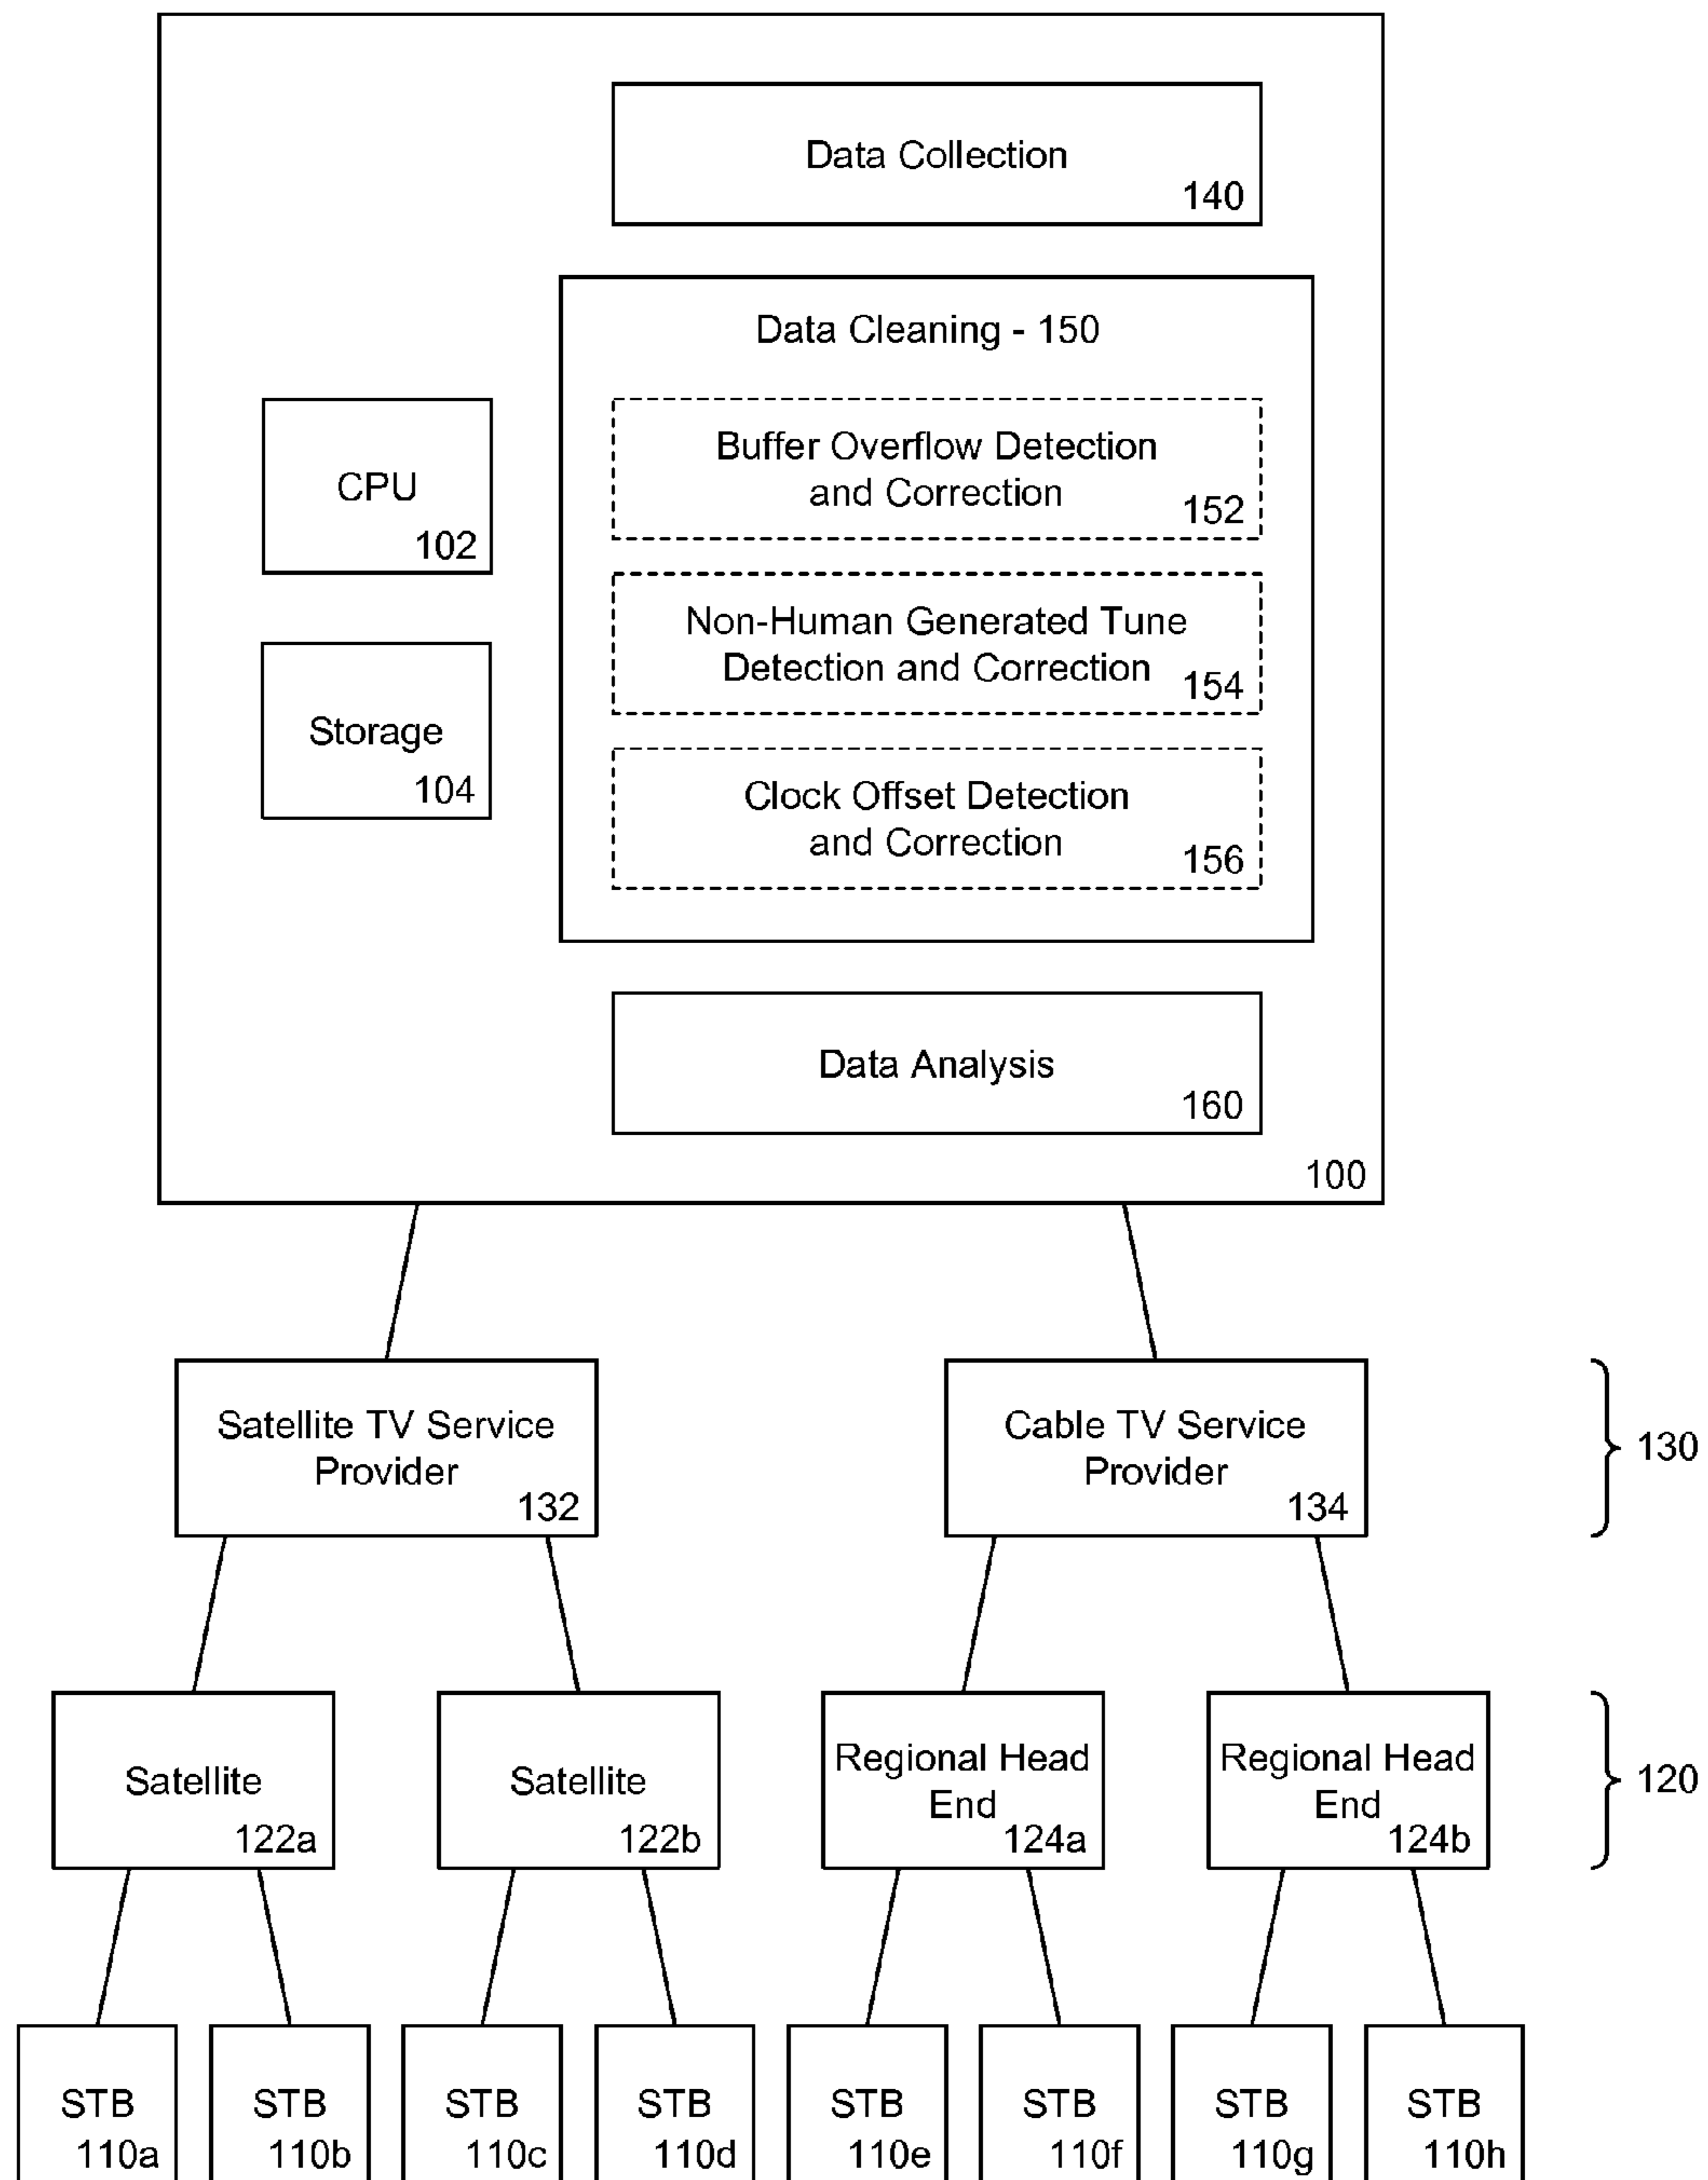 Data Collection
140
Data Cleaning - 150
Buffer Overflow Detection
and Correction
152
CPU
102
Non-Human Generated Tune
Detection and Correction
154
Storage
104
Clock Offset Detection
and Correction
156
Data Analysis
160
100
Satellite TV Service
Provider
132
Cable TV Service
Provider
134
130
Satellite
122a
Satellite
122b
Regional Head
End
124a
Regional Head
End
124b
120
STB
110a
STB
110b
STB
110c
STB
110d
STB
110e
STB
110f
STB
110g
STB
110h